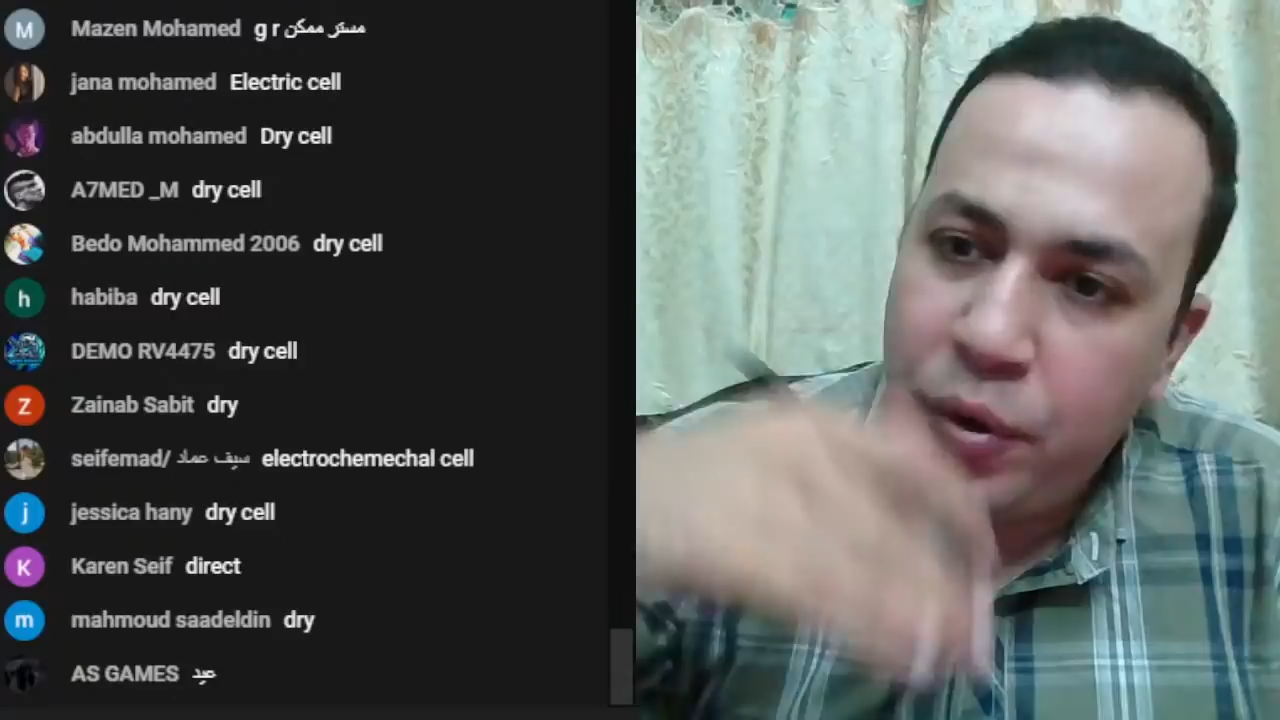 M Mazen Mohamed g r مستر ممكن
jana mohamed Electric cell
abdulla mohamed Dry cell
A7MED _M dry cell
Bedo Mohammed 2006 dry cell
h habiba dry cell
DEMO RV4475 dry cell
Z Zainab Sabit dry
seifemad/ سيف عماد electrochemechal cell
j jessica hany dry cell
K Karen Seif direct
m mahmoud saadeldin dry
AS GAMES عيد